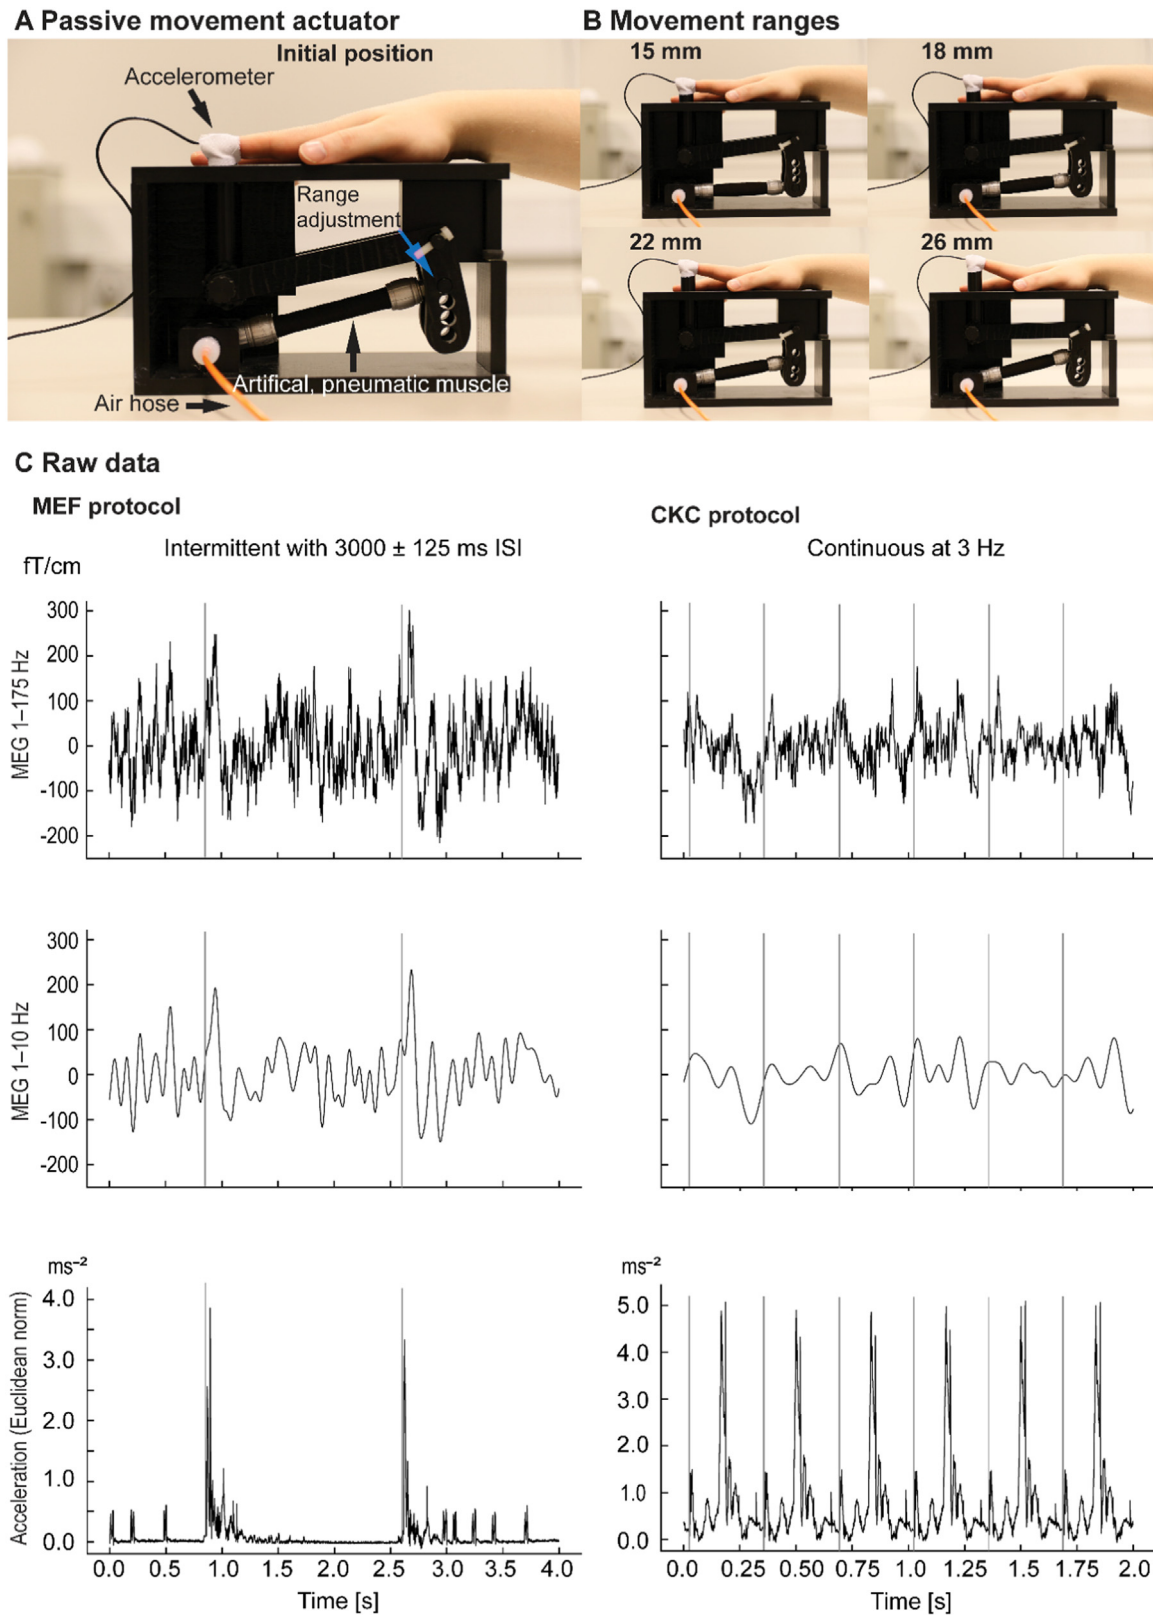 A Passive movement actuator
Initial position
Accelerometer
Range
adjustment
Artifical, pneumatic muscle
Air hose
B Movement ranges
15 mm
18 mm
22 mm
26 mm
C Raw data
MEF protocol
Intermittent with 3000 ± 125 ms ISI
fT/cm
MEG 1–175 Hz
300
200
100
0
-100
-200
CKC protocol
Continuous at 3 Hz
MEG 1–10 Hz
300
200
100
0
-100
-200
ms⁻²
Acceleration (Euclidean norm)
4.0
3.0
2.0
1.0
0.0
0.0 0.5 1.0 1.5 2.0 2.5 3.0 3.5 4.0
Time [s]
ms⁻²
5.0
4.0
3.0
2.0
1.0
0.0
0.0 0.25 0.5 0.75 1.0 1.25 1.5 1.75 2.0
Time [s]